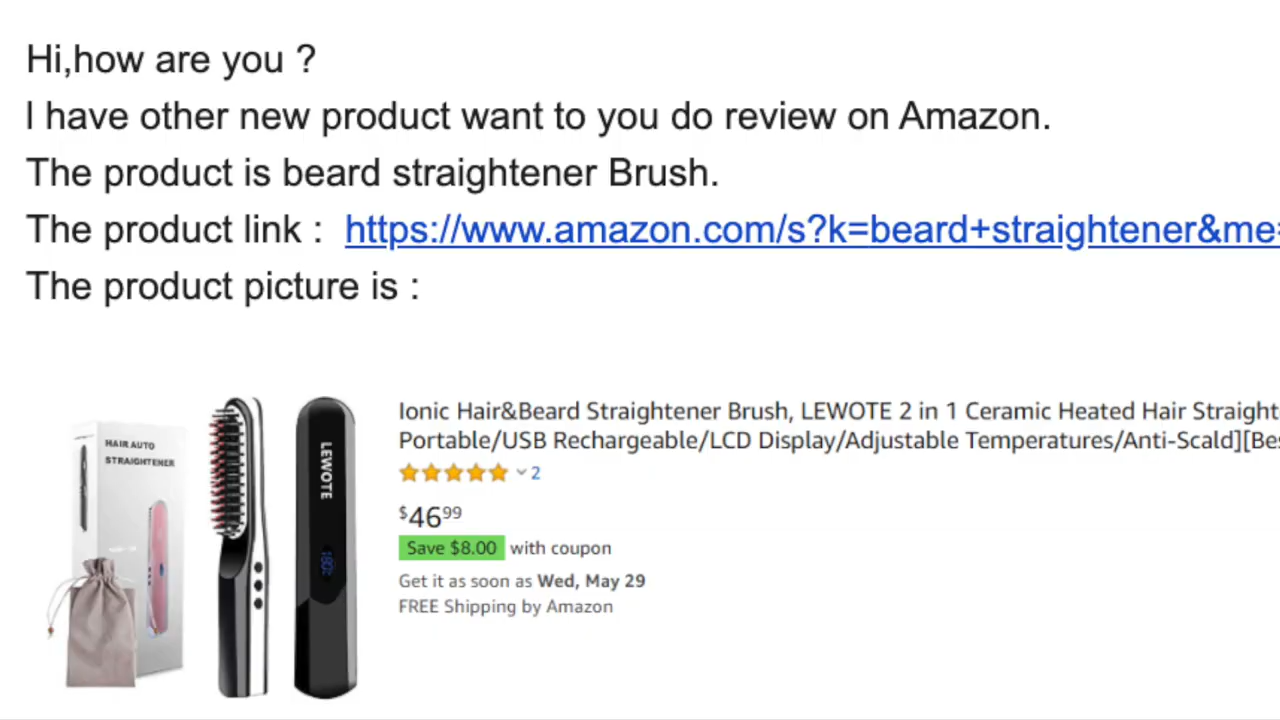 Hi,how are you ?
I have other new product want to you do review on Amazon.
The product is beard straightener Brush.
The product link :  https://www.amazon.com/s?k=beard+straightener&me=
The product picture is :
HAIR AUTO
STRAIGHTENER
LEWOTE
Ionic Hair&Beard Straightener Brush, LEWOTE 2 in 1 Ceramic Heated Hair Straight
Portable/USB Rechargeable/LCD Display/Adjustable Temperatures/Anti-Scald][Bes
2
$46.99
Save $8.00 with coupon
Get it as soon as Wed, May 29
FREE Shipping by Amazon